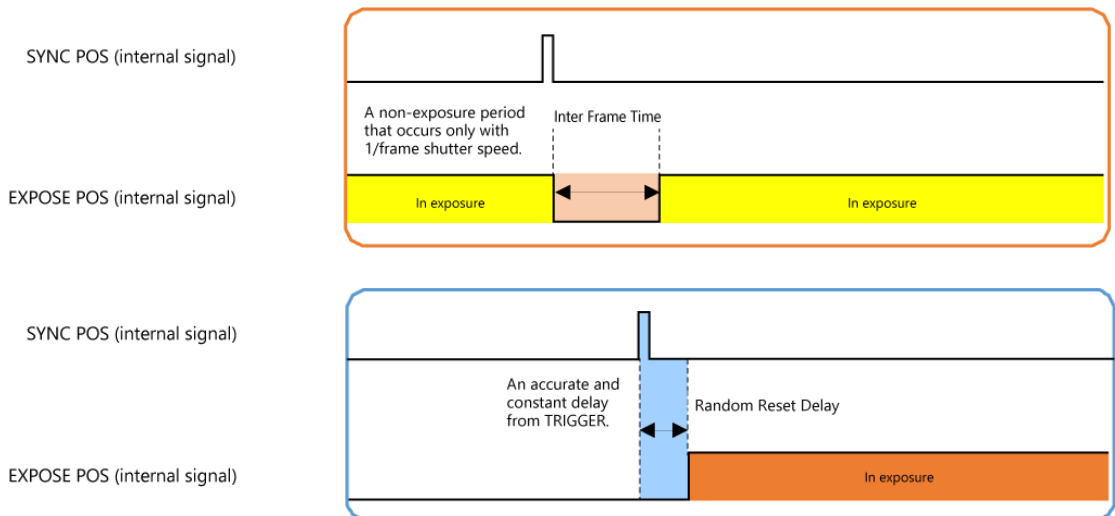 SYNC POS (internal signal)
A non-exposure period
that occurs only with
1/frame shutter speed.
Inter Frame Time
EXPOSE POS (internal signal)
In exposure
In exposure
SYNC POS (internal signal)
An accurate and
constant delay
from TRIGGER.
Random Reset Delay
EXPOSE POS (internal signal)
In exposure